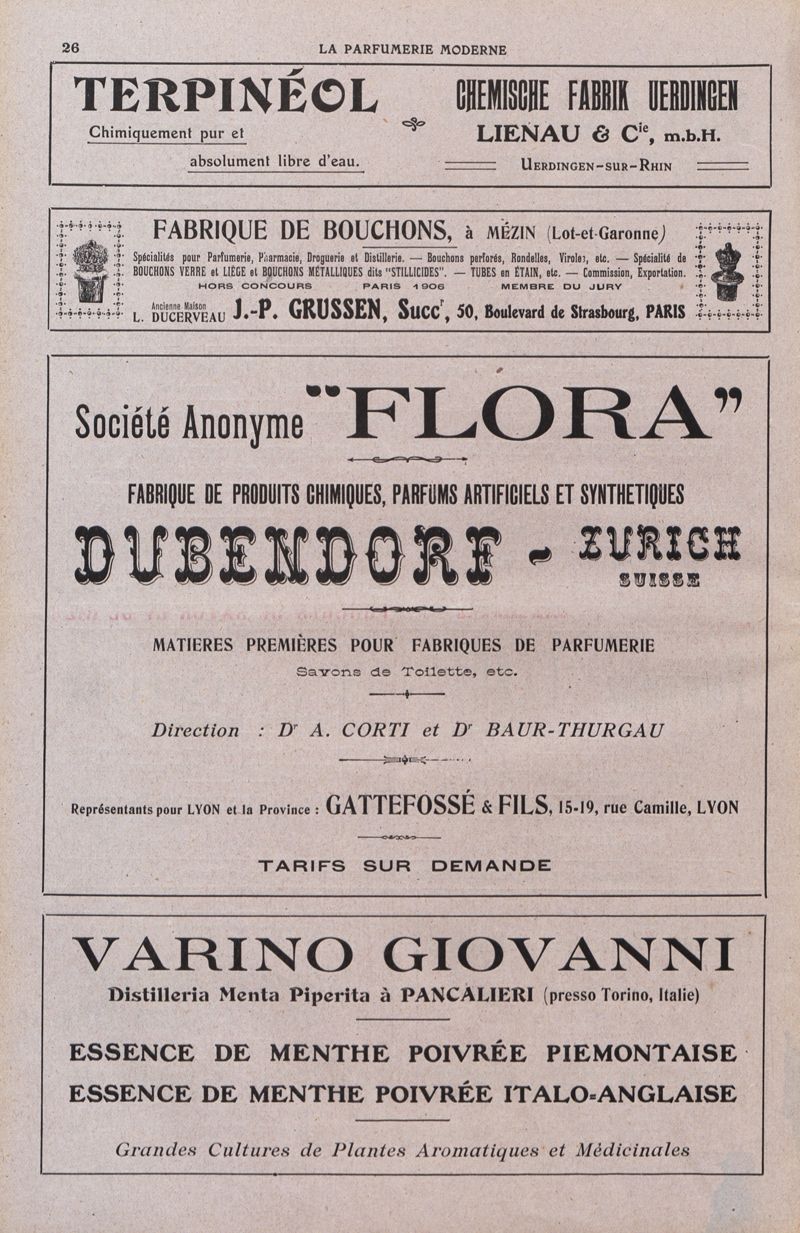 26
LA PARFUMERIE MODERNE
TERPINÉOL
Chimiquement pur et
absolument libre d'eau.
CHEMISCHE FABRIK UERDINGEN
LIENAU & Cie, m.b.H.
UERDINGEN-SUR-RHIN
FABRIQUE DE BOUCHONS, à MÉZIN (Lot-et-Garonne)
Spécialités pour Parfumerie, Pharmacie, Droguerie et Distillerie. — Bouchons perforés, Rondelles, Viroles, etc. — Spécialité de
BOUCHONS VERRE et LIÈGE et BOUCHONS MÉTALLIQUES dits "STILLICIDES". — TUBES en ÉTAIN, etc. — Commission, Exportation.
HORS CONCOURS PARIS 1906 MEMBRE DU JURY
Ancienne Maison
L. DUCERVEAU J.-P. GRUSSEN, Succr, 50, Boulevard de Strasbourg, PARIS
Société Anonyme "FLORA"
FABRIQUE DE PRODUITS CHIMIQUES, PARFUMS ARTIFICIELS ET SYNTHETIQUES
DUBENDORF - ZURICH
SUISSE
MATIERES PREMIÈRES POUR FABRIQUES DE PARFUMERIE
Savons de Toilette, etc.
Direction : Dr A. CORTI et Dr BAUR-THURGAU
Représentants pour LYON et la Province : GATTEFOSSÉ & FILS, 15-19, rue Camille, LYON
TARIFS SUR DEMANDE
VARINO GIOVANNI
Distilleria Menta Piperita à PANCALIERI (presso Torino, Italie)
ESSENCE DE MENTHE POIVRÉE PIEMONTAISE
ESSENCE DE MENTHE POIVRÉE ITALO=ANGLAISE
Grandes Cultures de Plantes Aromatiques et Médicinales